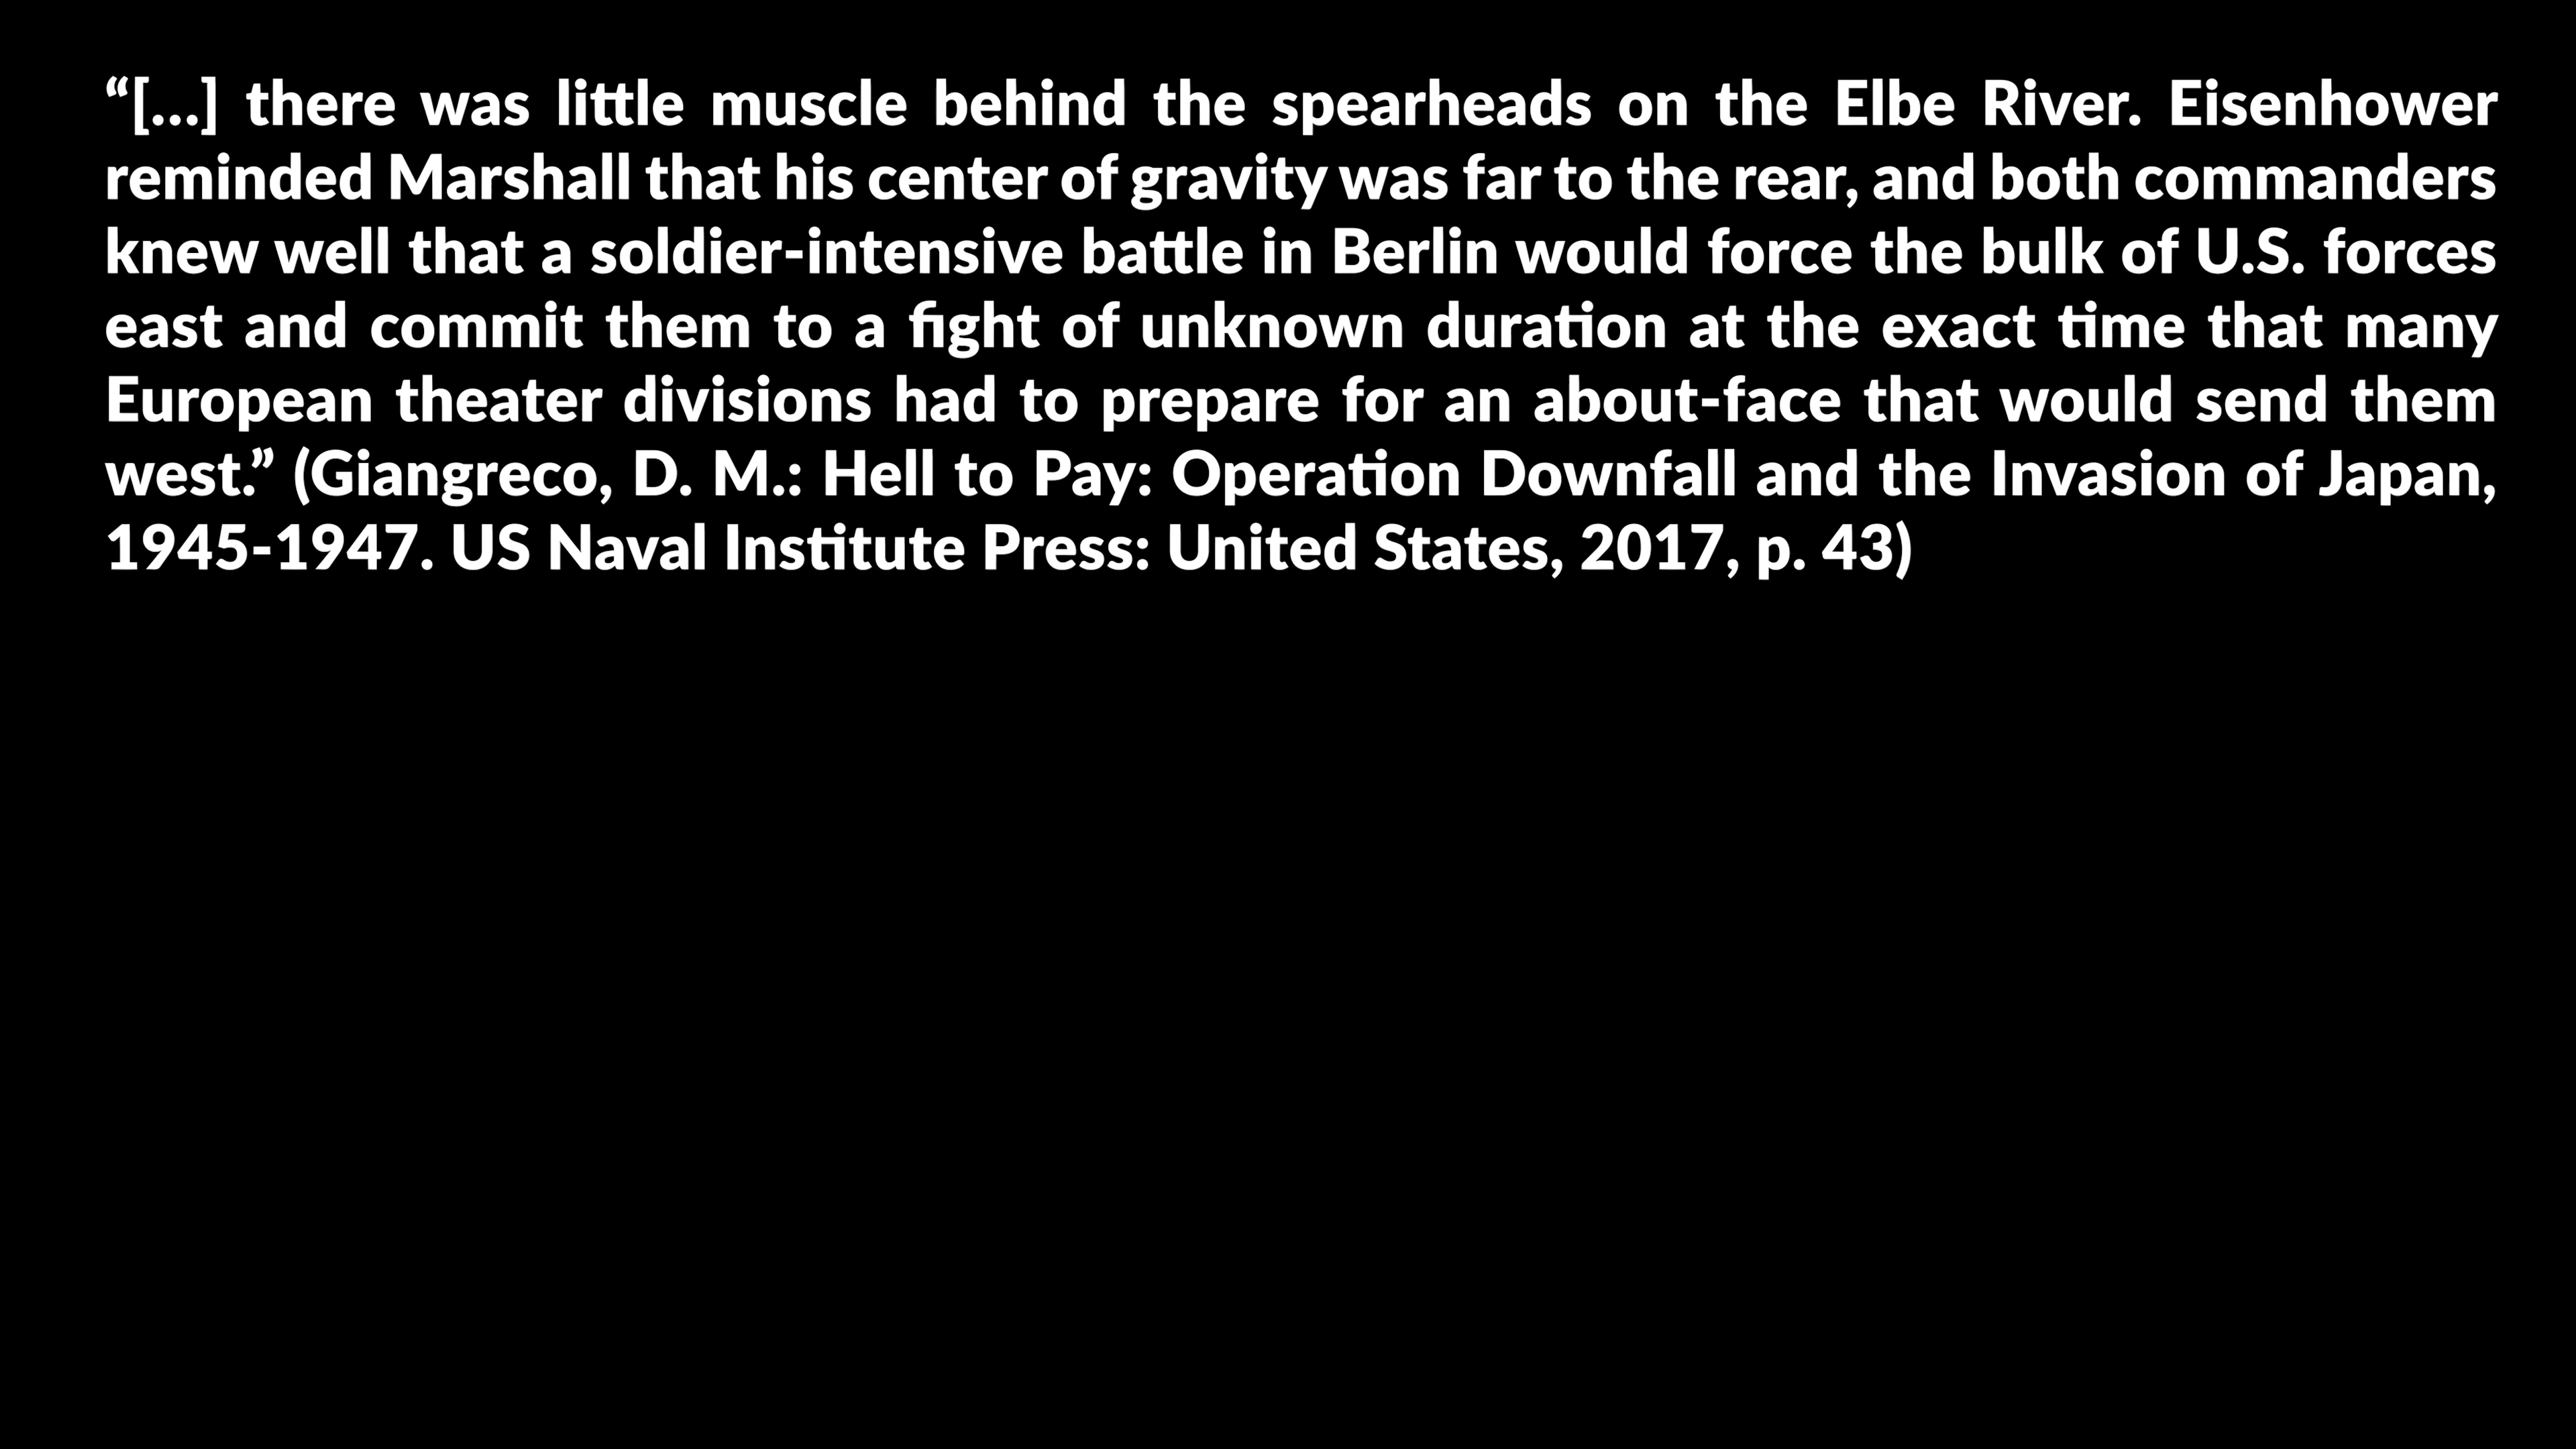 “[...] there was little muscle behind the spearheads on the Elbe River. Eisenhower
reminded Marshall that his center of gravity was far to the rear, and both commanders
knew well that a soldier-intensive battle in Berlin would force the bulk of U.S. forces
east and commit them to a fight of unknown duration at the exact time that many
European theater divisions had to prepare for an about-face that would send them
west.” (Giangreco, D. M.: Hell to Pay: Operation Downfall and the Invasion of Japan,
1945-1947. US Naval Institute Press: United States, 2017, p. 43)